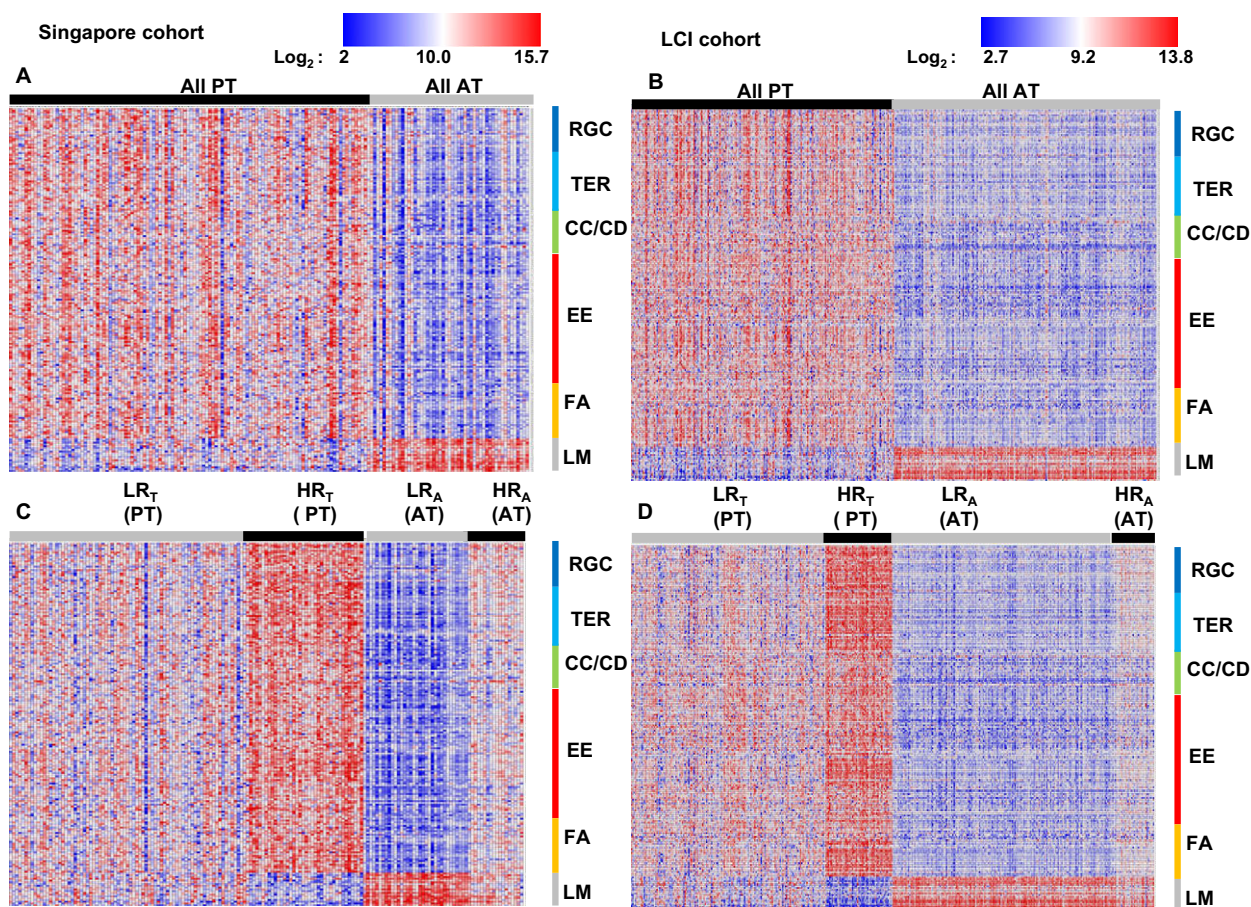 Singapore cohort
Log₂ : 2 10.0 15.7
LCI cohort
Log₂ : 2.7 9.2 13.8
A
All PT All AT
RGC
TER
CC/CD
EE
FA
LM
B
All PT All AT
RGC
TER
CC/CD
EE
FA
LM
C
LR_T HR_T LR_A HR_A
(PT) ( PT) (AT) (AT)
RGC
TER
CC/CD
EE
FA
LM
D
LR_T HR_T LR_A HR_A
(PT) ( PT) (AT) (AT)
RGC
TER
CC/CD
EE
FA
LM